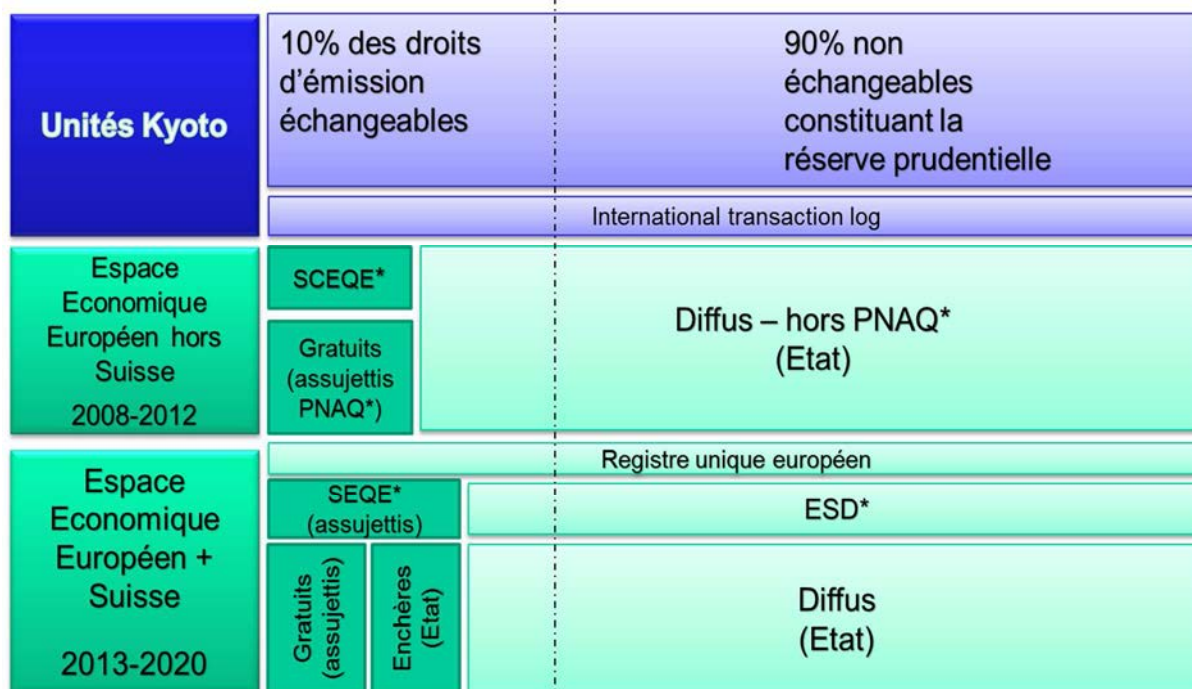 Unités Kyoto
10% des droits
d’émission
échangeables
90% non
échangeables
constituant la
réserve prudentielle
International transaction log
Espace
Economique
Européen hors
Suisse
2008-2012
SCEQE*
Gratuits
(assujettis
PNAQ*)
Diffus – hors PNAQ*
(Etat)
Espace
Economique
Européen +
Suisse
2013-2020
Registre unique européen
SEQE*
(assujettis)
ESD*
Gratuits
(assujettis)
Enchères
(Etat)
Diffus
(Etat)